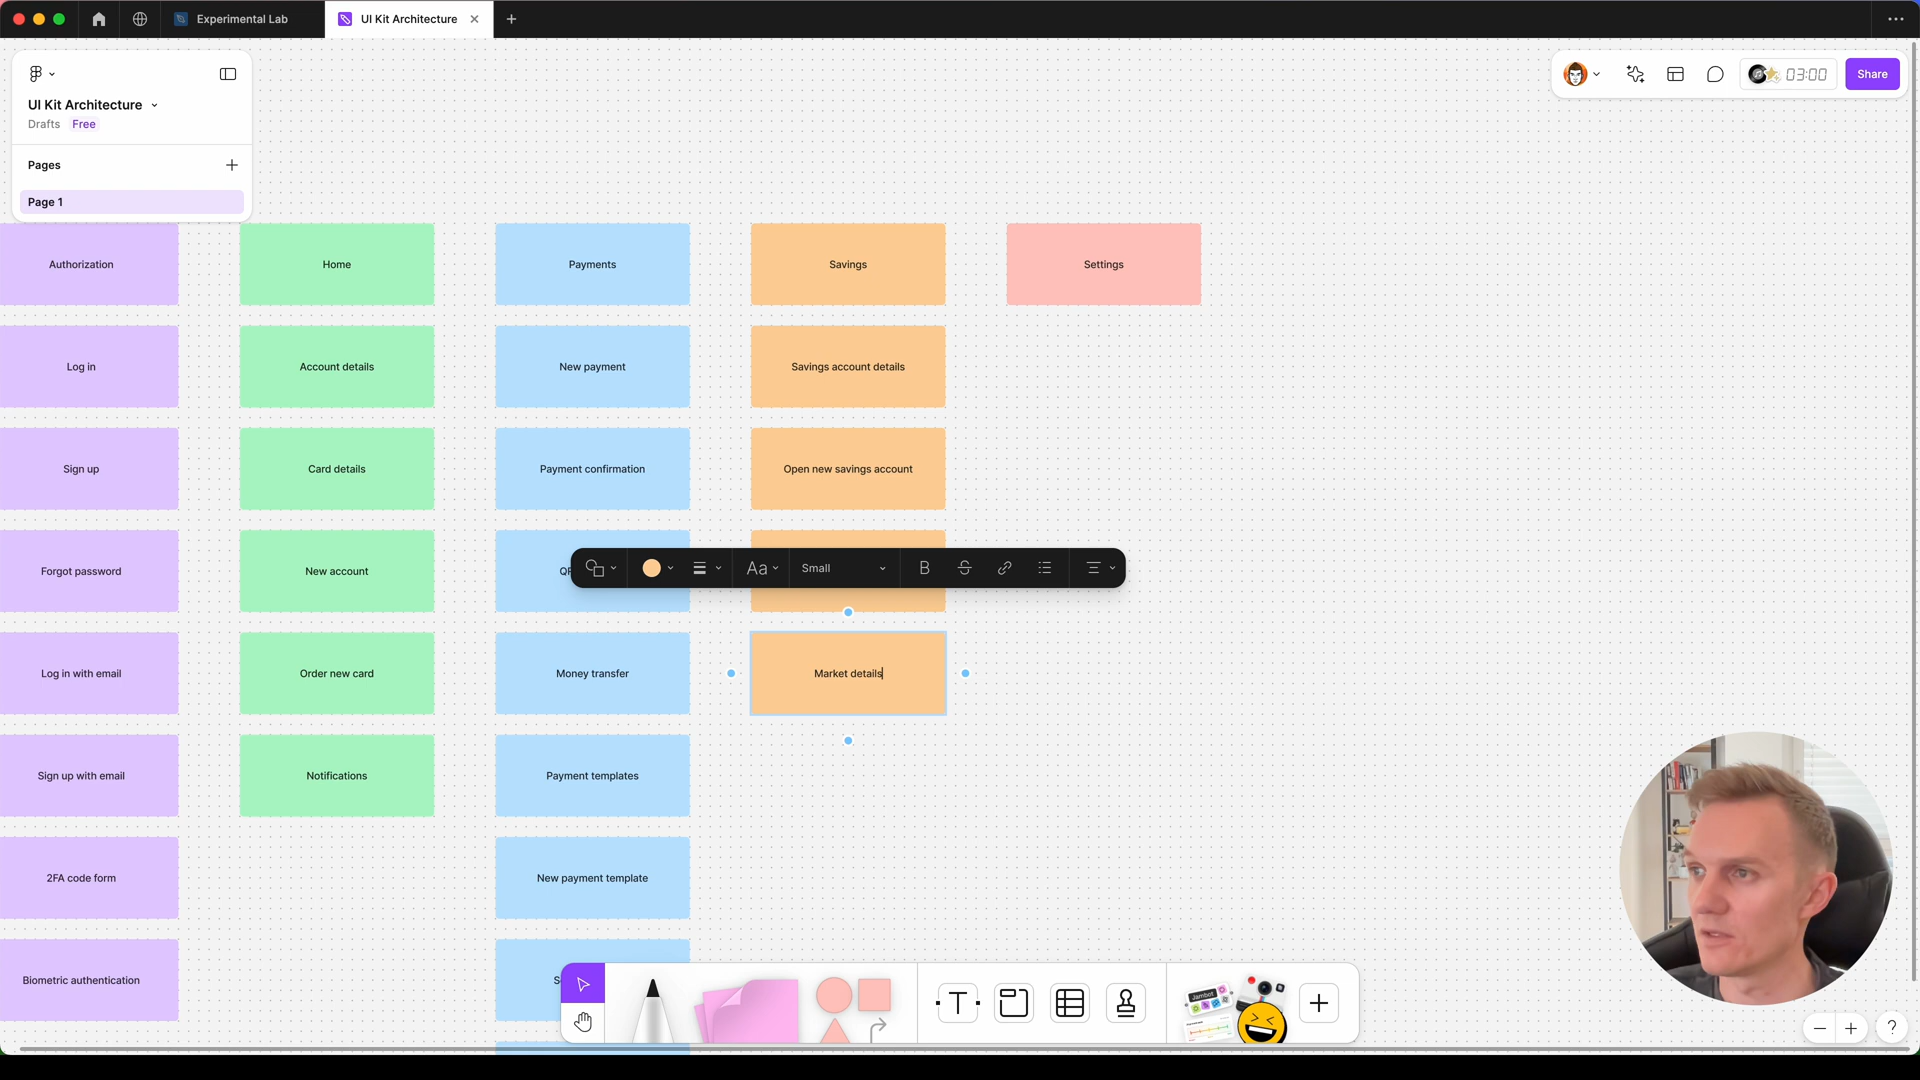 Experimental Lab
UI Kit Architecture
UI Kit Architecture
Drafts Free
Pages
Page 1
03:00
Share
Authorization
Home
Payments
Savings
Settings
Log in
Account details
New payment
Savings account details
Sign up
Card details
Payment confirmation
Open new savings account
Forgot password
New account
Aa
Small
B
S
Log in with email
Order new card
Money transfer
Market details
Sign up with email
Notifications
Payment templates
2FA code form
New payment template
Biometric authentication
T
Jambot
?